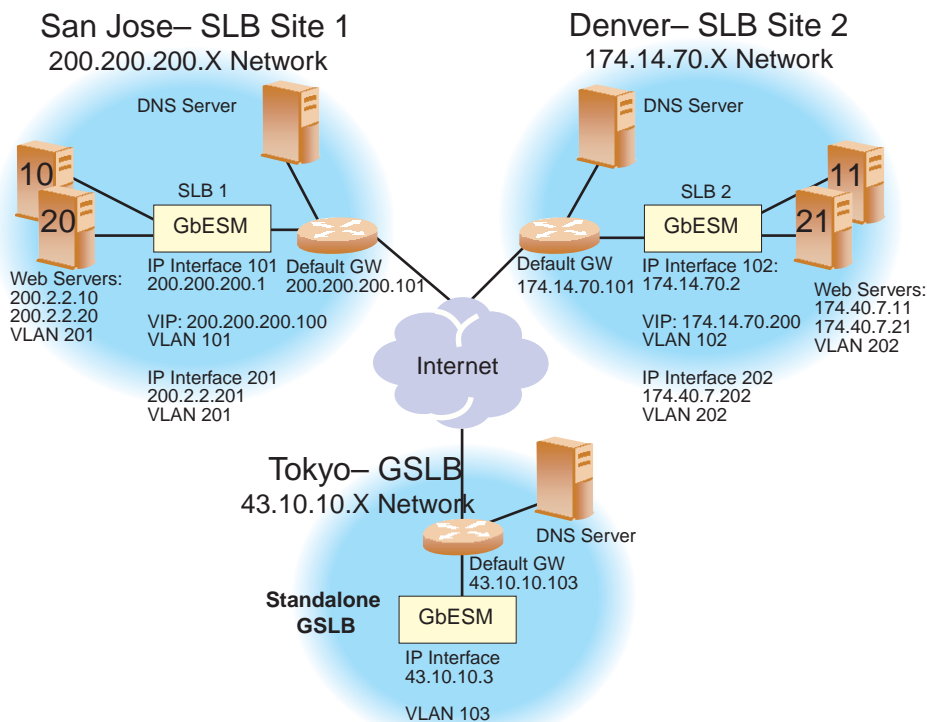 San Jose– SLB Site 1
200.200.200.X Network
DNS Server
10
20
SLB 1
GbESM
Web Servers:
200.2.2.10
200.2.2.20
VLAN 201
IP Interface 101
200.200.200.1
VIP: 200.200.200.100
VLAN 101
IP Interface 201
200.2.2.201
VLAN 201
Default GW
200.200.200.101
Denver– SLB Site 2
174.14.70.X Network
DNS Server
11
21
SLB 2
GbESM
Default GW
174.14.70.101
IP Interface 102:
174.14.70.2
VIP: 174.14.70.200
VLAN 102
IP Interface 202
174.40.7.202
VLAN 202
Web Servers:
174.40.7.11
174.40.7.21
VLAN 202
Internet
Tokyo– GSLB
43.10.10.X Network
DNS Server
Default GW
43.10.10.103
Standalone
GSLB
GbESM
IP Interface
43.10.10.3
VLAN 103